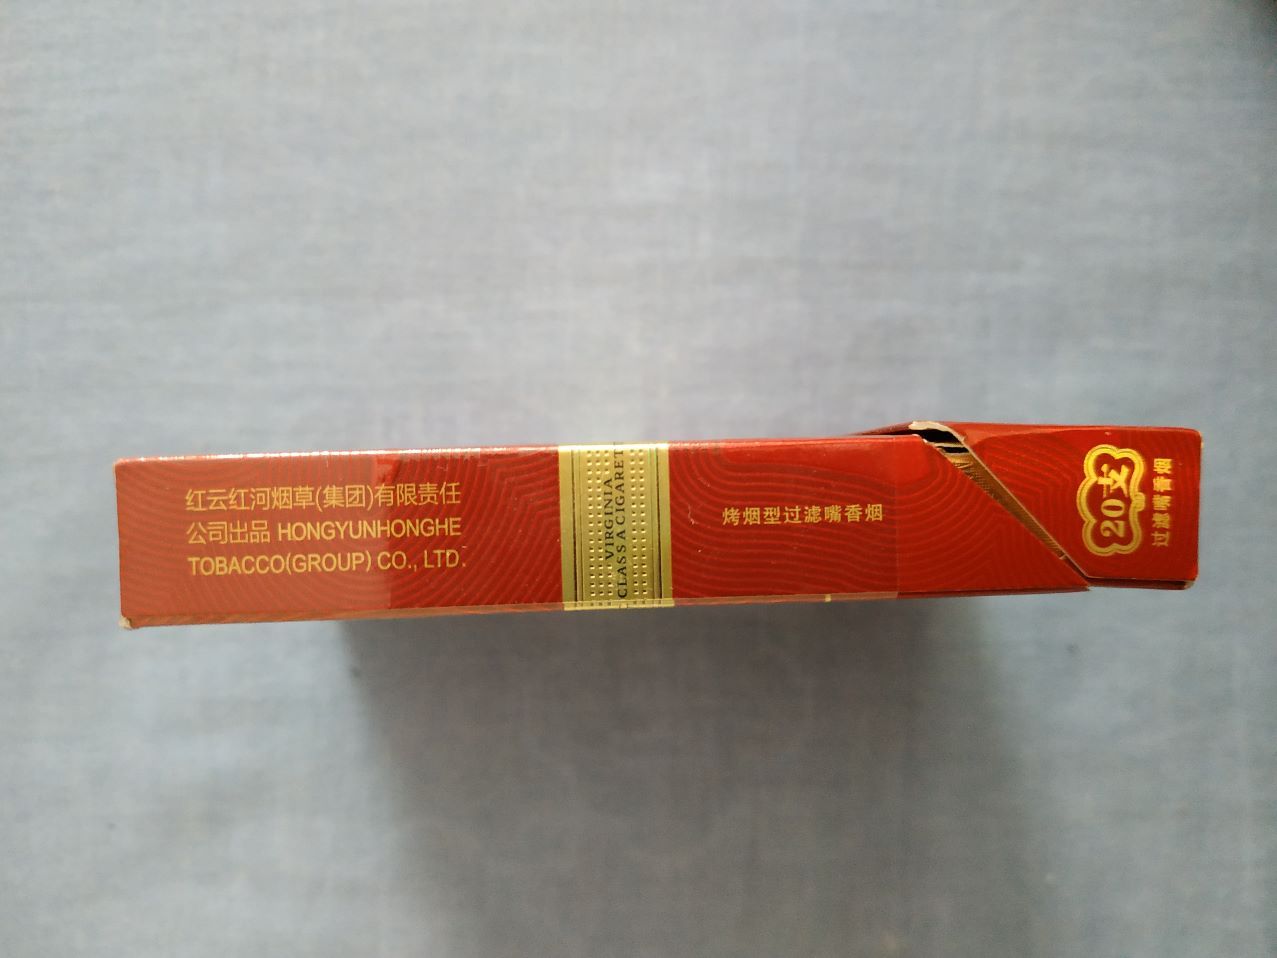 红云红河烟草(集团)有限责任
公司出品 HONGYUNHONGHE
TOBACCO(GROUP) CO., LTD.
VIRGINIA
CLASS A CIGARETT
烤烟型过滤嘴香烟
20支
过滤嘴香烟